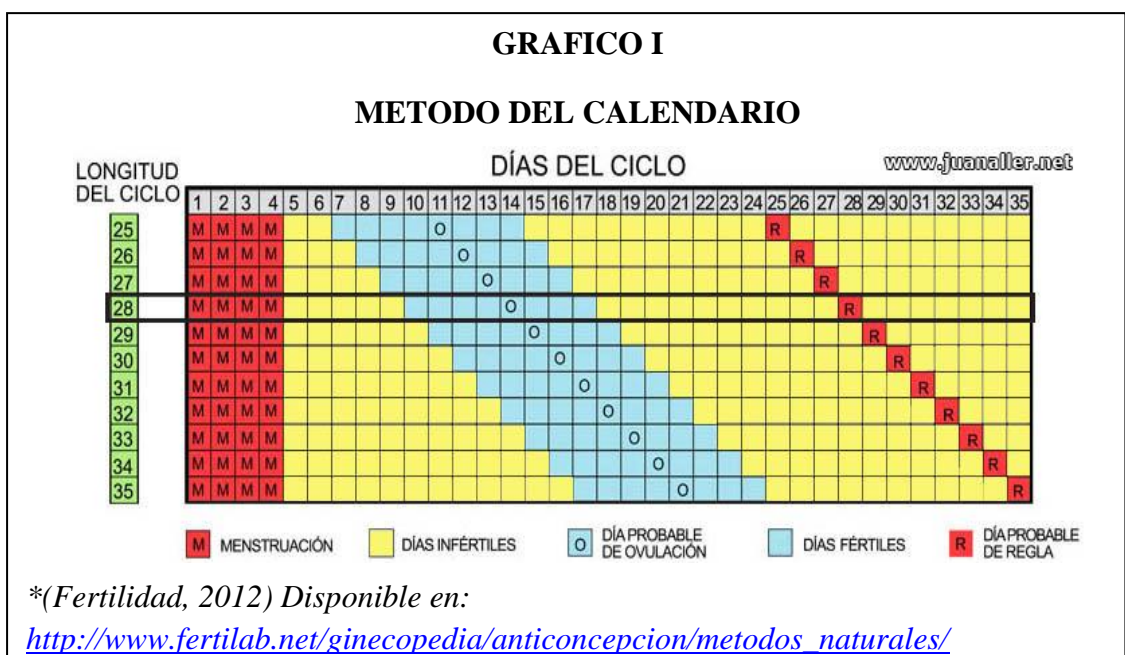 GRAFICO I
METODO DEL CALENDARIO
LONGITUD DEL CICLO
DÍAS DEL CICLO
www.juanaller.net
1 2 3 4 5 6 7 8 9 10 11 12 13 14 15 16 17 18 19 20 21 22 23 24 25 26 27 28 29 30 31 32 33 34 35
25 M M M M O R
26 M M M M O R
27 M M M M O R
28 M M M M O R
29 M M M M O R
30 M M M M O R
31 M M M M O R
32 M M M M O R
33 M M M M O R
34 M M M M O R
35 M M M M O R
M MENSTRUACIÓN
DÍAS INFÉRTILES
O DÍA PROBABLE DE OVULACIÓN
DÍAS FÉRTILES
R DÍA PROBABLE DE REGLA
*(Fertilidad, 2012) Disponible en:
http://www.fertilab.net/ginecopedia/anticoncepcion/metodos_naturales/